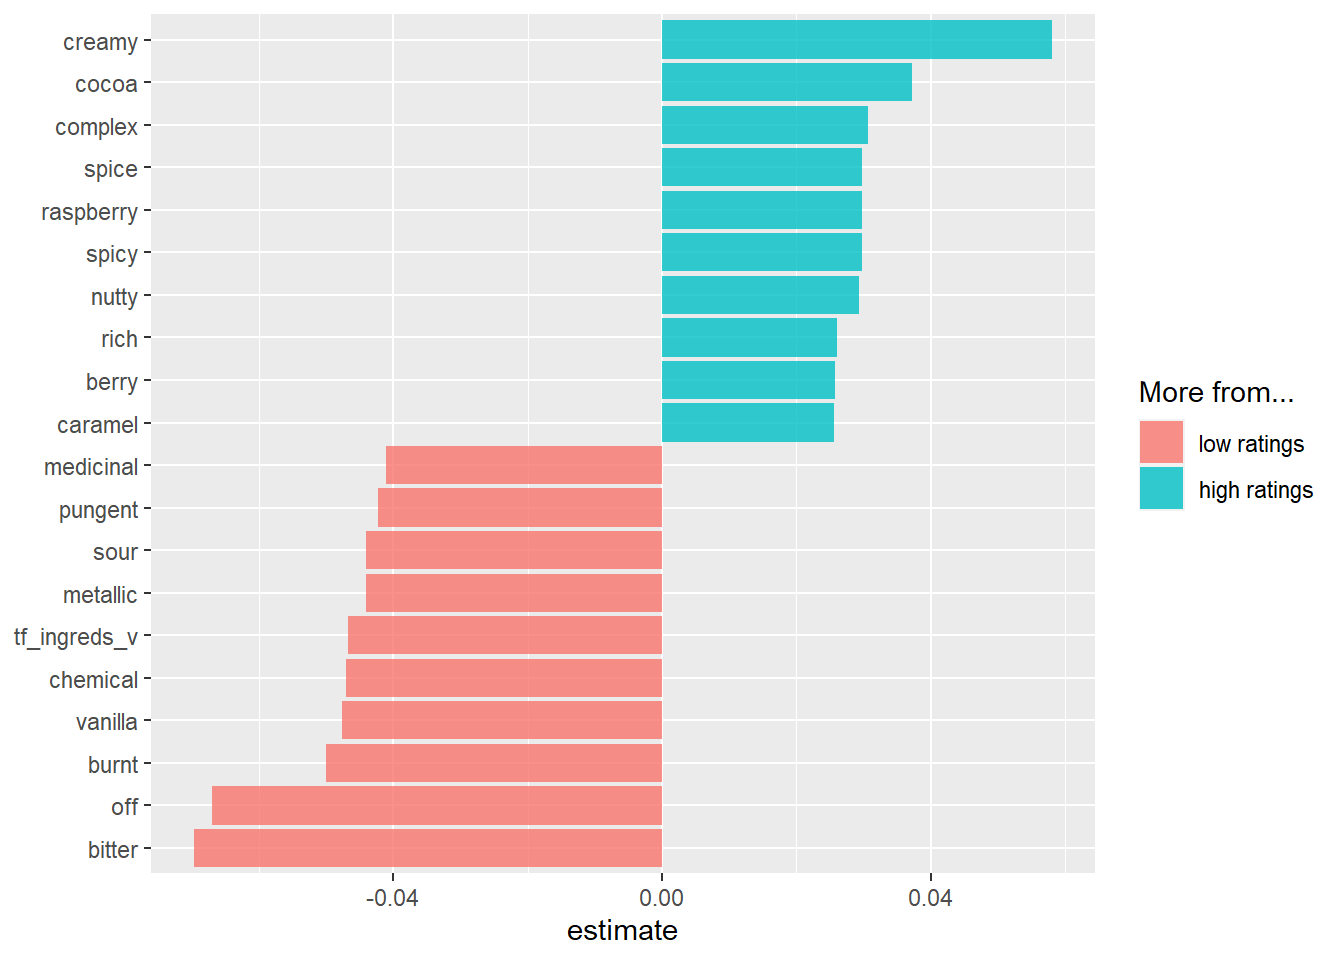 creamy
cocoa
complex
spice
raspberry
spicy
nutty
rich
berry
caramel
medicinal
pungent
sour
metallic
tf_ingreds_v
chemical
vanilla
burnt
off
bitter
-0.04 0.00 0.04
estimate
More from...
low ratings
high ratings